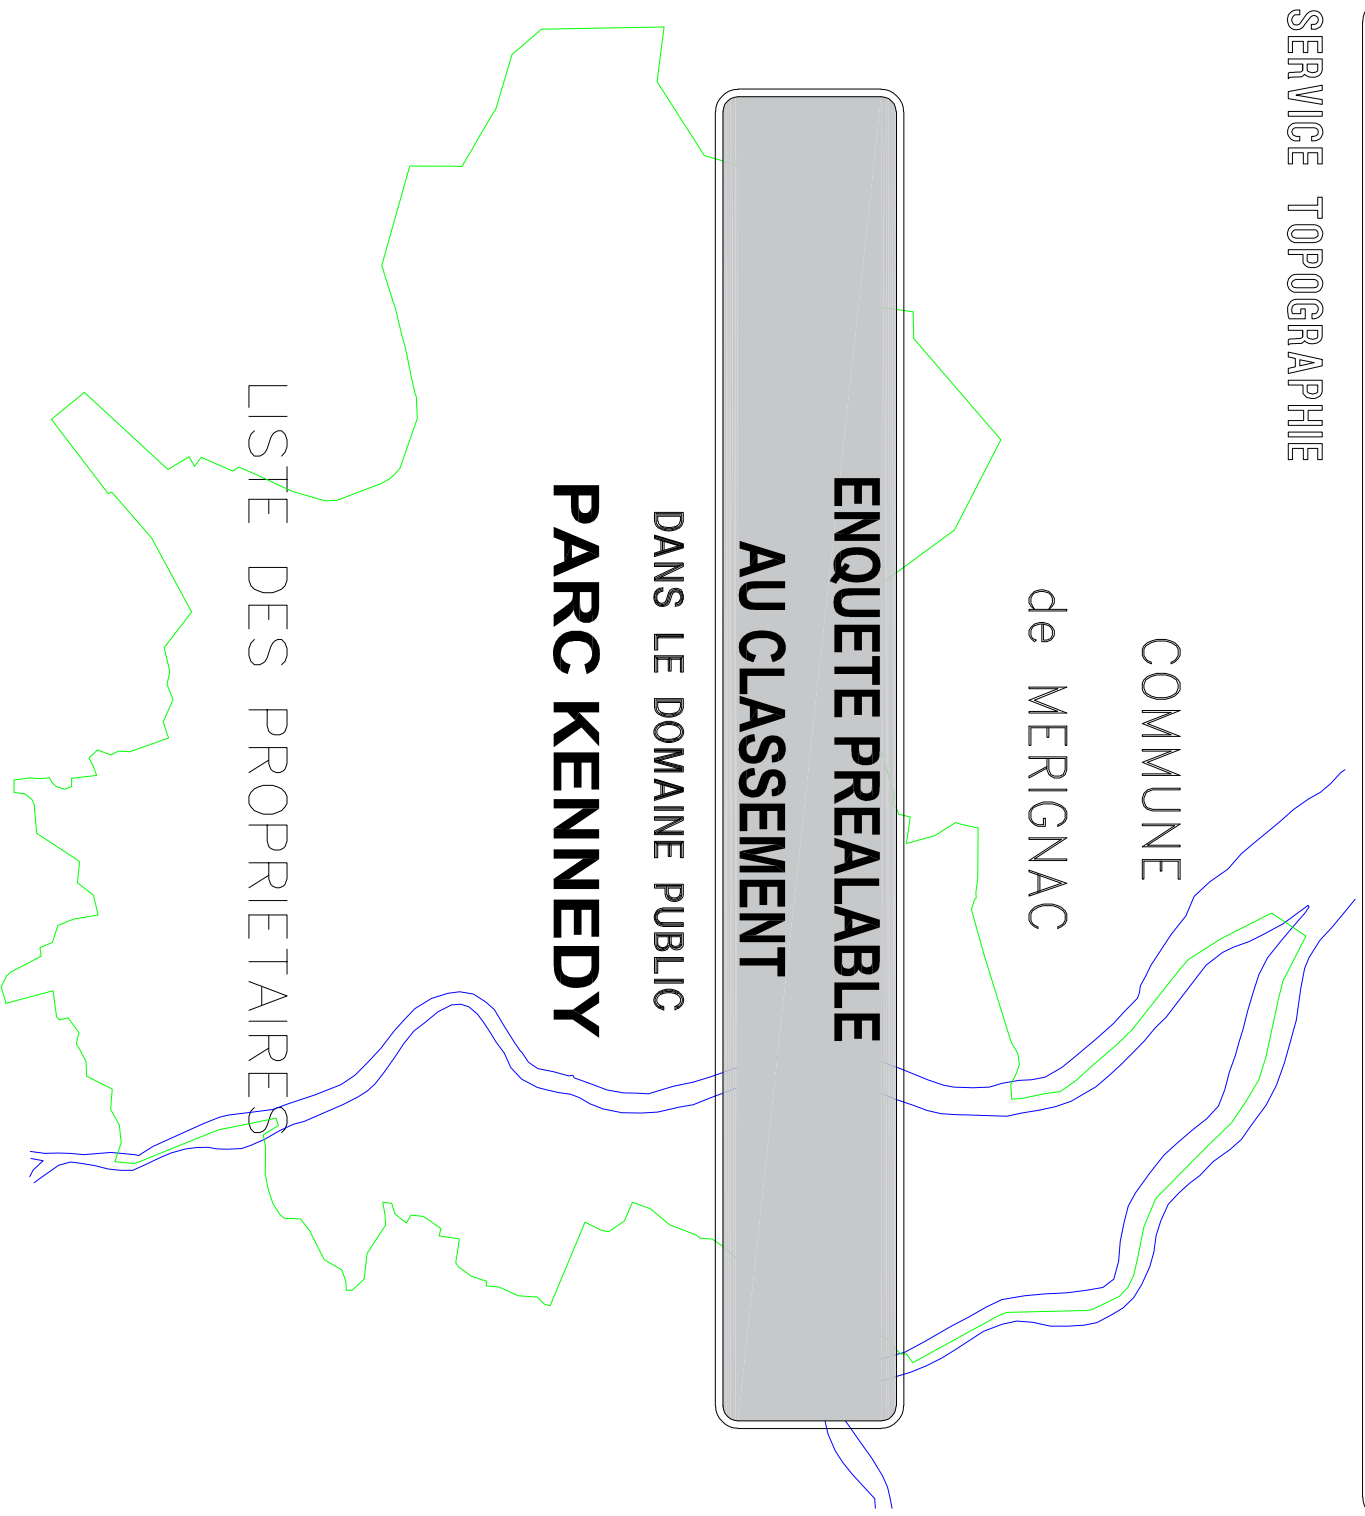 SERVICE TOPOGRAPHIE
COMMUNE
de MERIGNAC
ENQUETE PREALABLE
AU CLASSEMENT
DANS LE DOMAINE PUBLIC
PARC KENNEDY
LISTE DES PROPRIETAIRES